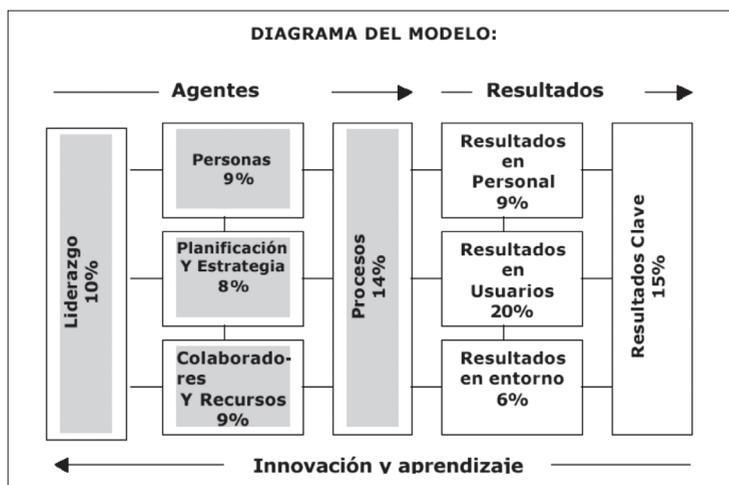 DIAGRAMA DEL MODELO:
Agentes
Resultados
Liderazgo
10%
Personas
9%
Planificación
Y Estrategia
8%
Colaborado-
res
Y Recursos
9%
Procesos
14%
Resultados
en
Personal
9%
Resultados
en
Usuarios
20%
Resultados
en entorno
6%
Resultados Clave
15%
Innovación y aprendizaje